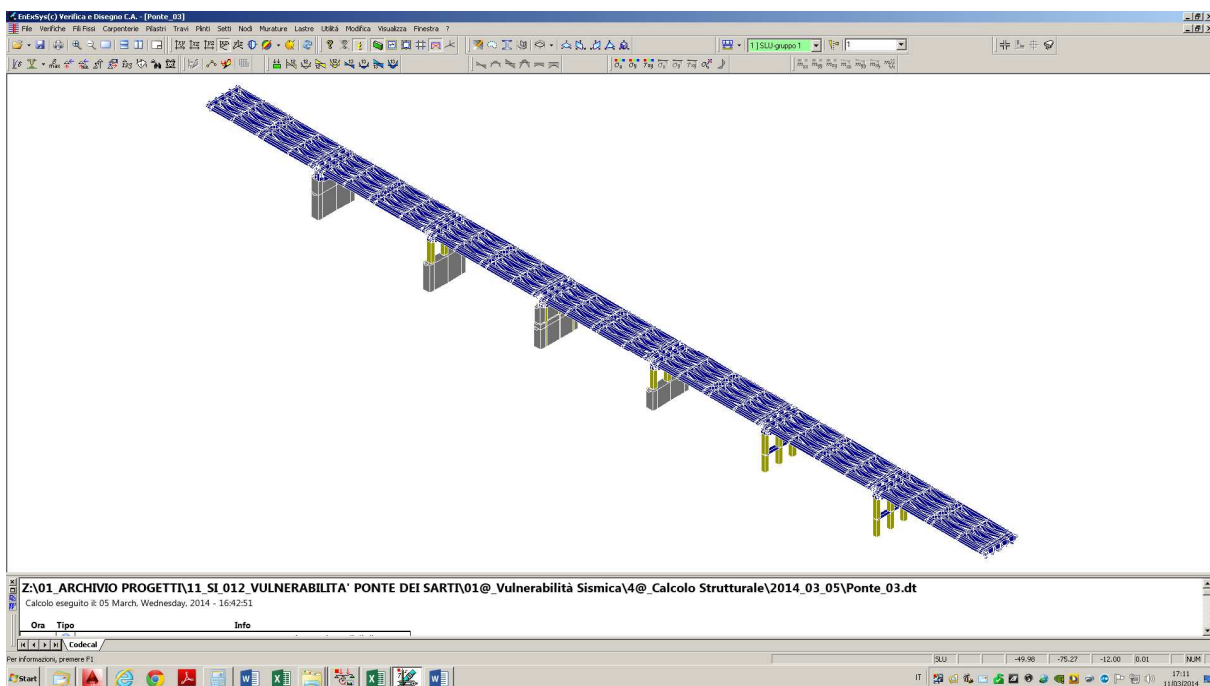 EnExSys(c) Verifica e Disegno C.A. - [Ponte_03]
File Verifiche Fili Fissi Carpenterie Pilastri Travi Plinti Setti Nodi Murature Lastre Utilità Modifica Visualizza Finestra ?
1] SLU-gruppo 1 1
Z:\01_ARCHIVIO PROGETTI\11_SI_012_VULNERABILITA' PONTE DEI SARTI\01@_Vulnerabilità Sismica\4@_Calcolo Strutturale\2014_03_05\Ponte_03.dt
Calcolo eseguito il: 05 March, Wednesday, 2014 - 16:42:51
Ora Tipo Info
Codecal
Per informazioni, premere F1
SLU -49.98 -75.27 -12.00 0.01 NUM
Start
IT
17:11
11/03/2014